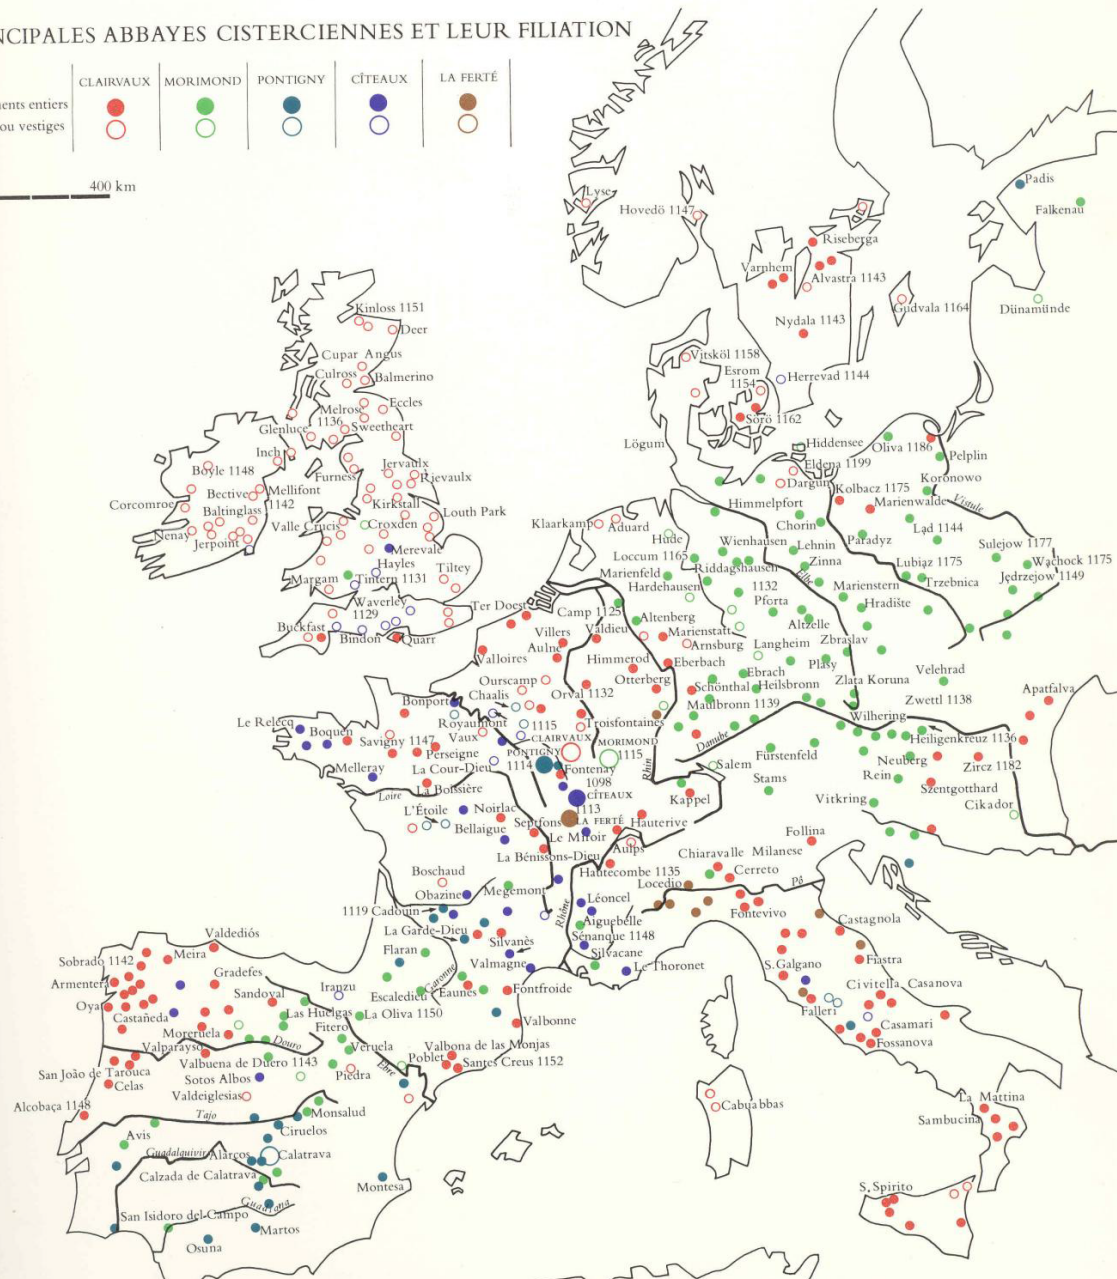 NCIPALES ABBAYES CISTERCIENNES ET LEUR FILIATION
CLAIRVAUX
MORIMOND
PONTIGNY
CÎTEAUX
LA FERTÉ
ents entiers
ou vestiges
400 km
Lyse
Hovedö 1147
Padis
Falkenau
Riseberga
Varnhem
Alvastra 1143
Gudvala 1164
Dünamünde
Nydala 1143
Kinloss 1151
Deer
Cupar Angus
Culross
Balmerino
Vitsköl 1158
Esrom
1154
Herrevad 1144
Sorö 1162
Melrose
1136
Eccles
Glenluce
Sweetheart
Lögum
Hiddensee
Oliva 1186
Pelplin
Inch
Boyle 1148
Furness
Jervaulx
Rievaulx
Eldena 1199
Dargun
Kolbacz 1175
Koronowo
Marienwalde
Vistule
Corcomroe
Bective
Mellifont
1142
Baltinglass
Kirkstall
Louth Park
Himmelpfort
Nenay
Jerpoint
Valle Crucis
Croxden
Klaarkamp
Aduard
Hude
Chorin
Ląd 1144
Merevale
Loccum 1165
Wienhausen
Lehnin
Paradyz
Sulejow 1177
Hayles
Tiltey
Marienfeld
Riddagshausen
1132
Zinna
Elbe
Lubiąz 1175
Wąchock 1175
Margam
Tintern 1131
Hardehausen
Marienstern
Trzebnica
Jędrzejow 1149
Waverley
1129
Ter Doest
Camp 1125
Altenberg
Pforta
Altzelle
Hradište
Buckfast
Bindon
Quarr
Villers
Valdieu
Marienstatt
Arnsburg
Langheim
Zbraslav
Valloires
Aulne
Himmerod
Eberbach
Ebrach
Plasy
Velehrad
Ourscamp
Otterberg
Schönthal
Heilsbronn
Zlata Koruna
Chaalis
Orval 1132
Maulbronn 1139
Zwettl 1138
Apatfalva
Bonport
Royaumont
1115
Troisfontaines
Wilhering
Le Relecq
Boquen
Savigny 1147
Vaux
CLAIRVAUX
MORIMOND
1115
Danube
Heiligenkreuz 1136
Perseigne
PONTIGNY
1114
Fontenay
1098
Rhin
Salem
Fürstenfeld
Neuberg
Zircz 1182
Melleray
La Cour-Dieu
CÎTEAUX
1113
Stams
Rein
Szentgotthard
Loire
La Boissière
Kappel
Vitkring
Cikador
L'Étoile
Noirlac
Septfons
LA FERTÉ
Hauterive
Bellaigue
Le Miroir
Follina
La Bénissons-Dieu
Aulps
Boschaud
Hautecombe 1135
Chiaravalle Milanese
Cerreto
Obazine
Megemont
Locedio
Pô
1119 Cadouin
Léoncel
Rhône
Fontevivo
Castagnola
Aiguebelle
La Garde-Dieu
Silvanès
Sénanque 1148
Valdediós
Flaran
Valmagne
Silvacane
Sobrado 1142
Meira
Le Thoronet
S. Galgano
Fiastra
Armentera
Gradefes
Garonne
Iranzu
Escaledieu
Eaunes
Fontfroide
Civitella Casanova
Oya
Sandoval
Falleri
Castañeda
Las Huelgas
La Oliva 1150
Casamari
Moreruela
Fitero
Valbonne
Fossanova
Valparayso
Douro
Veruela
Valbona de las Monjas
San João de Tarouca
Valbuena de Duero 1143
Poblet
Santes Creus 1152
Celas
Sotos Albos
Piedra
Ebre
Valdeiglesias
Cabuabbas
La Mattina
Alcobaça 1148
Monsalud
Tajo
Sambucina
Ciruelos
Avis
Guadalquivir
Alarcos
Calatrava
Calzada de Calatrava
Montesa
S. Spirito
Guadiana
San Isidoro del Campo
Martos
Osuna